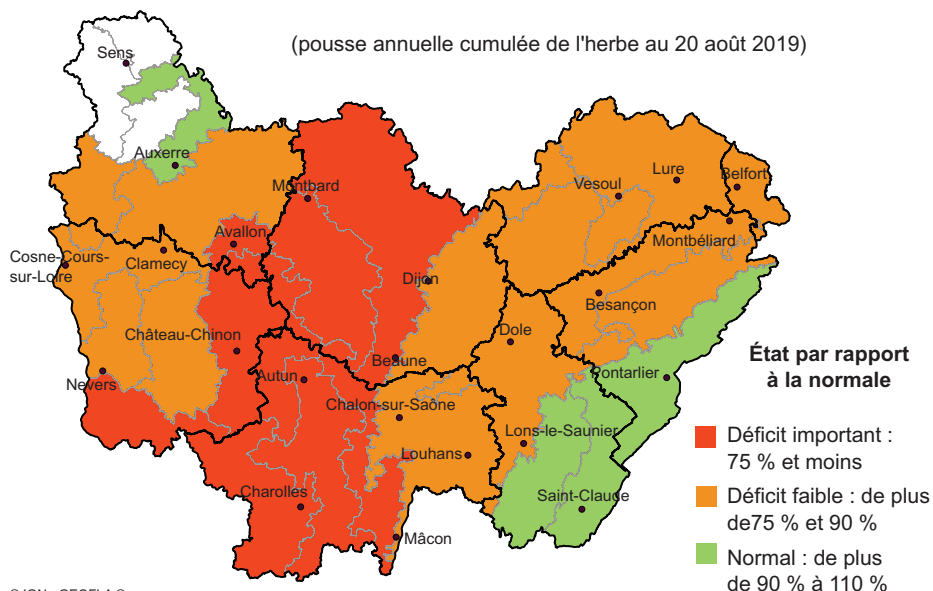 (pousse annuelle cumulée de l'herbe au 20 août 2019)
Sens
Auxerre
Montbard
Avallon
Cosne-Cours-
sur-Loire
Clamecy
Château-Chinon
Nevers
Autun
Dijon
Beaune
Vesoul
Lure
Belfort
Montbéliard
Besançon
Dole
Pontarlier
Chalon-sur-Saône
Lons-le-Saunier
Louhans
Charolles
Saint-Claude
Mâcon
État par rapport
à la normale
Déficit important :
75 % et moins
Déficit faible : de plus
de75 % et 90 %
Normal : de plus
de 90 % à 110 %